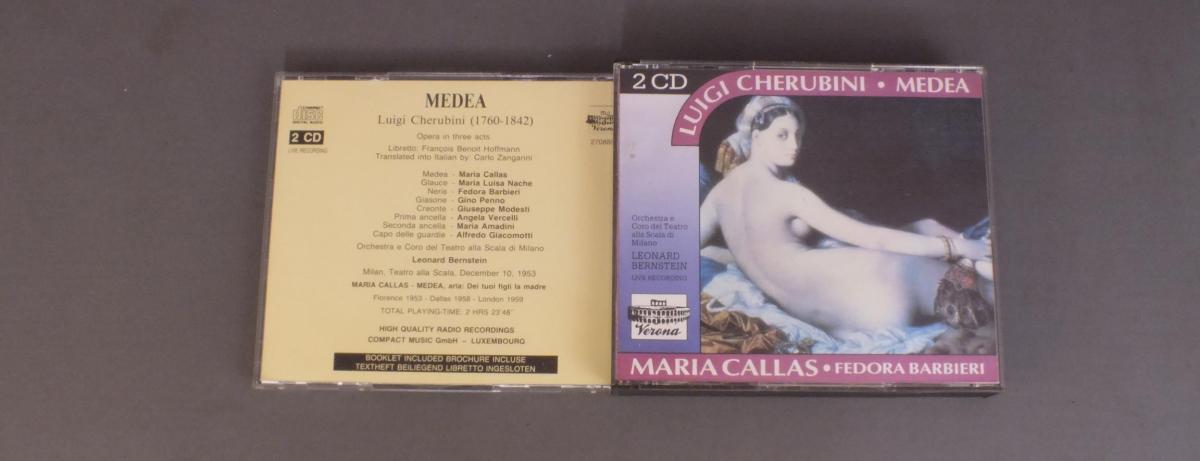 MEDEA
Luigi Cherubini (1760-1842)
COMPACT
DISC
DIGITAL AUDIO
2 CD
LIVE RECORDING
Verona
Opera in three acts
Libretto: François Benoit Hoffmann
Translated into Italian by: Carlo Zanganni
Medea - Maria Callas
Glauce - Maria Luisa Nache
Neris - Fedora Barbieri
Giasone - Gino Penno
Creonte - Giuseppe Modesti
Prima ancella - Angela Vercelli
Seconda ancella - Maria Amadini
Capo delle guardie - Alfredo Giacomotti
Orchestra e Coro del Teatro alla Scala di Milano
Leonard Bernstein
Milan, Teatro alla Scala, December 10, 1953
MARIA CALLAS - MEDEA, aria: Dei tuoi figli la madre
Florence 1953 - Dallas 1958 - London 1959
TOTAL PLAYING-TIME: 2 HRS 23'48"
HIGH QUALITY RADIO RECORDINGS
COMPACT MUSIC GmbH – LUXEMBOURG
BOOKLET INCLUDED BROCHURE INCLUSE
TEXTHEFT BEILIEGEND LIBRETTO INGESLOTEN
2 CD
LUIGI CHERUBINI • MEDEA
Orchestra e
Coro del Teatro
alla Scala di
Milano
LEONARD
BERNSTEIN
LIVE RECORDING
Verona
MARIA CALLAS • FEDORA BARBIERI